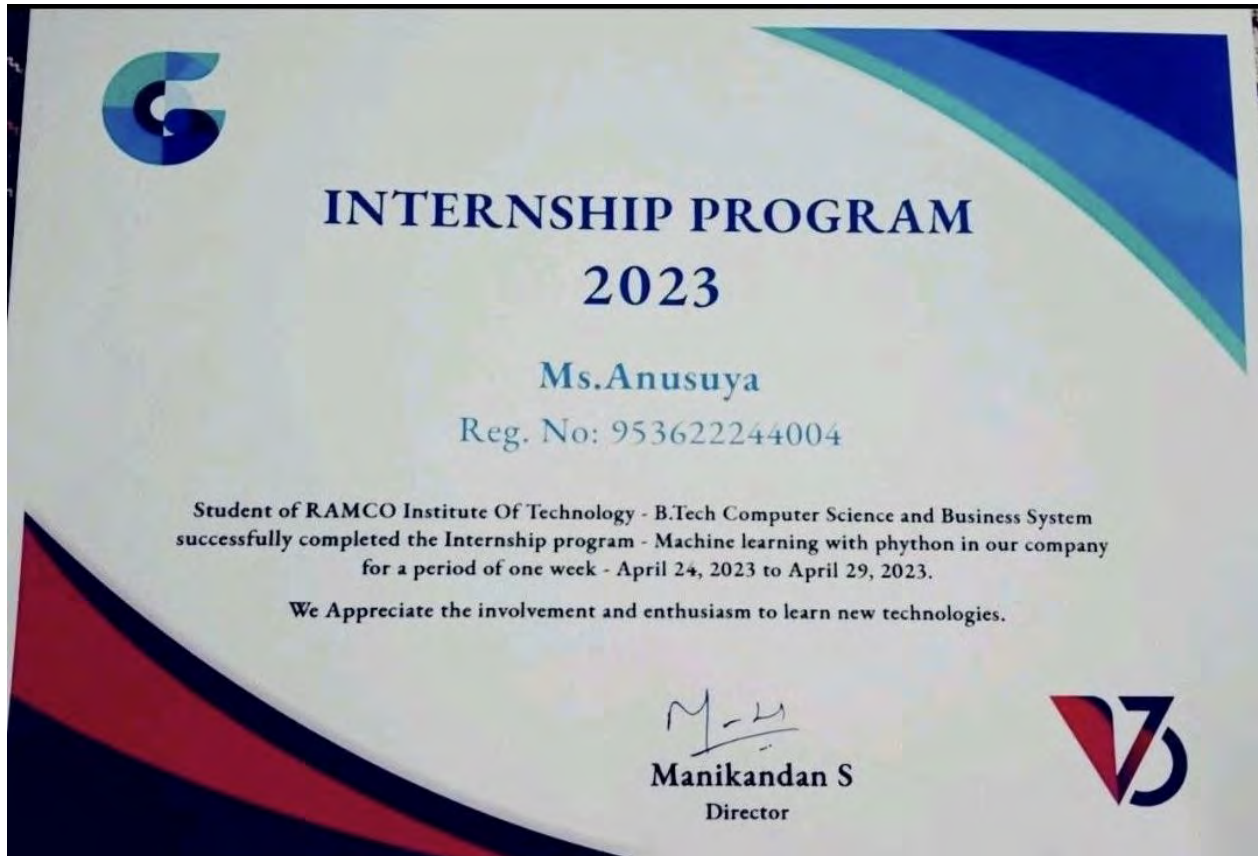 INTERNSHIP PROGRAM
2023
Ms.Anusuya
Reg. No: 953622244004
Student of RAMCO Institute Of Technology - B.Tech Computer Science and Business System
successfully completed the Internship program - Machine learning with phython in our company
for a period of one week - April 24, 2023 to April 29, 2023.
We Appreciate the involvement and enthusiasm to learn new technologies.
Manikandan S
Director
V3